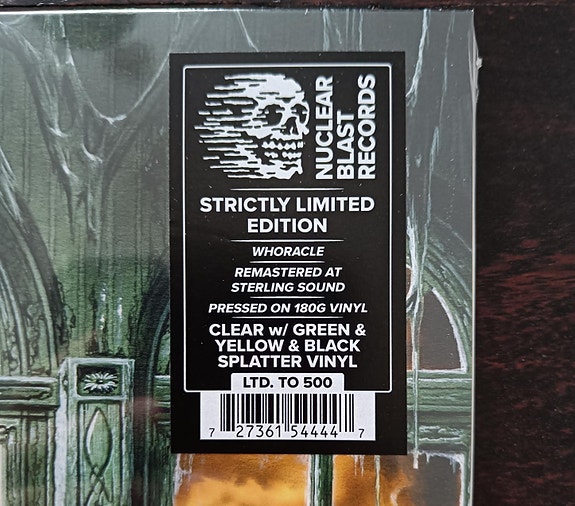 NUCLEAR
BLAST
RECORDS
STRICTLY LIMITED
EDITION
WHORACLE
REMASTERED AT
STERLING SOUND
PRESSED ON 180G VINYL
CLEAR w/ GREEN &
YELLOW & BLACK
SPLATTER VINYL
LTD. TO 500
7 27361 54444 7